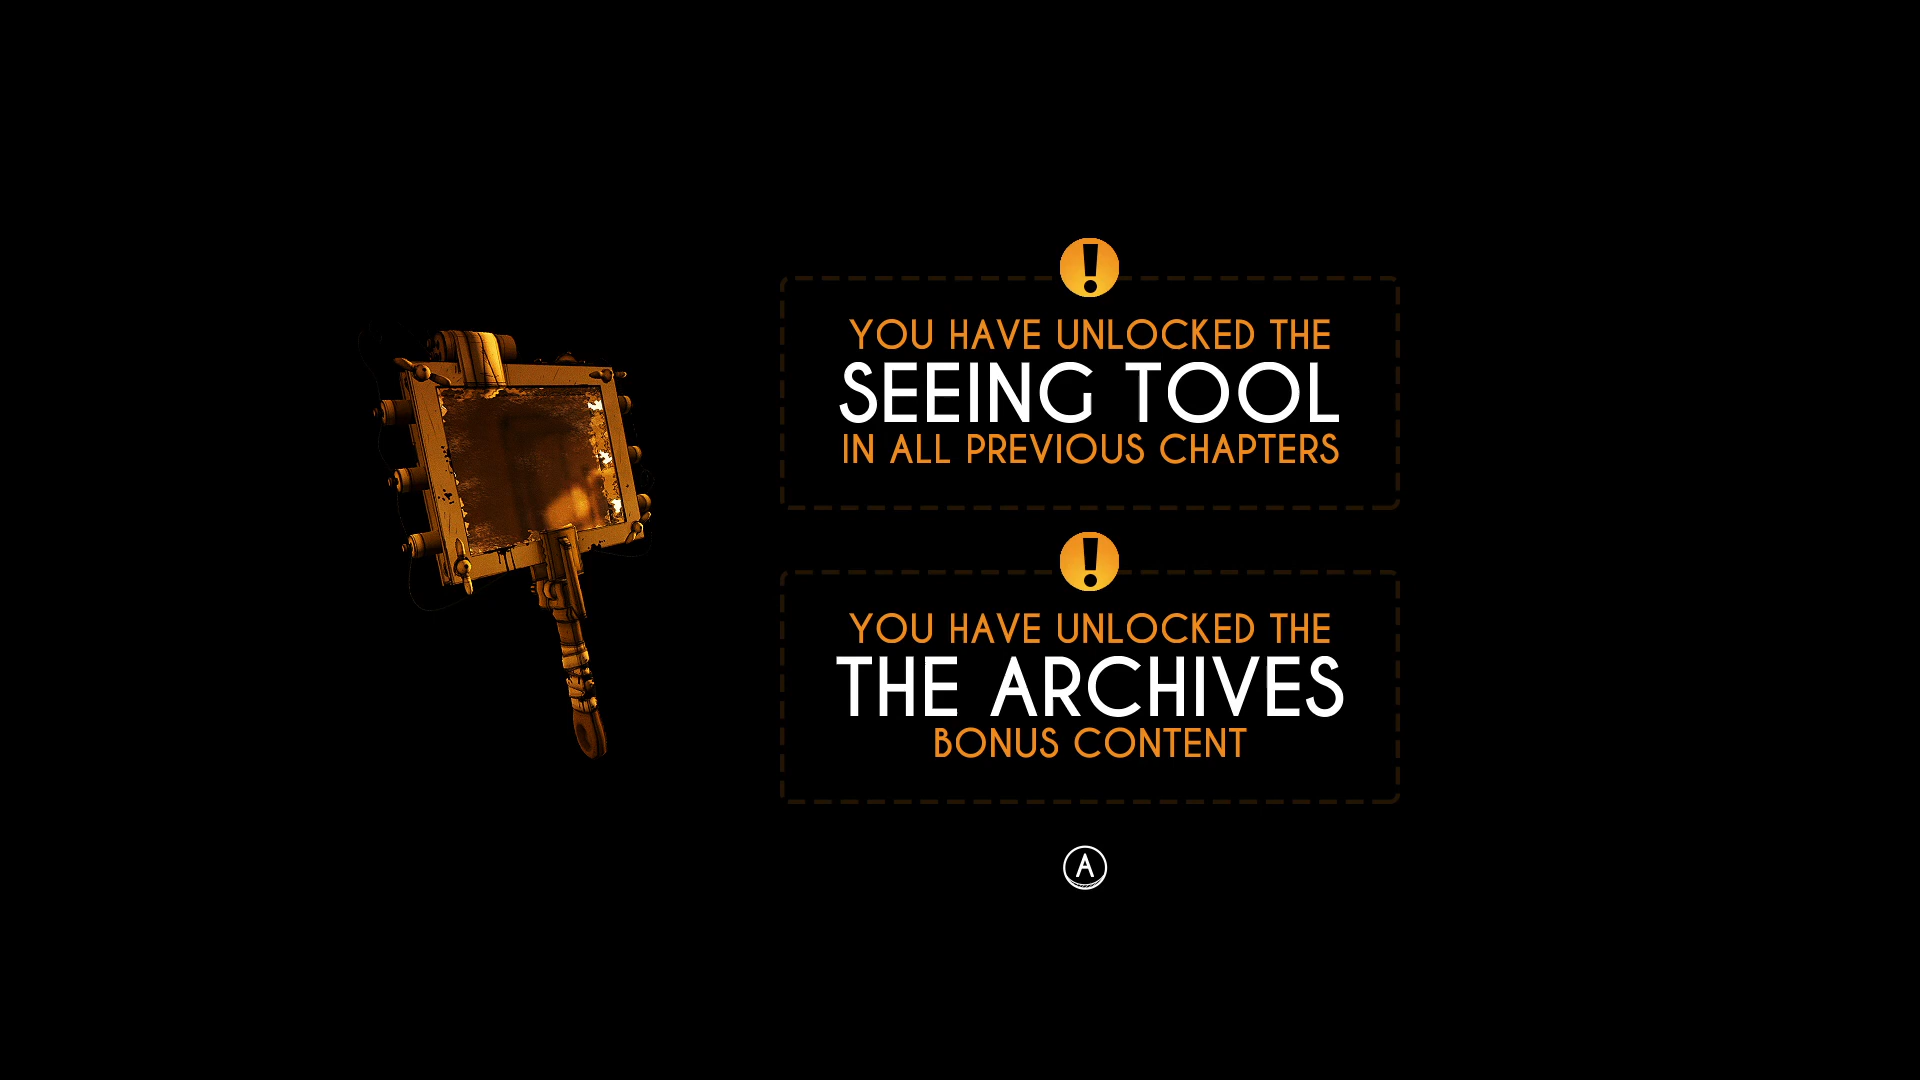 !
YOU HAVE UNLOCKED THE
SEEING TOOL
IN ALL PREVIOUS CHAPTERS
!
YOU HAVE UNLOCKED THE
THE ARCHIVES
BONUS CONTENT
A